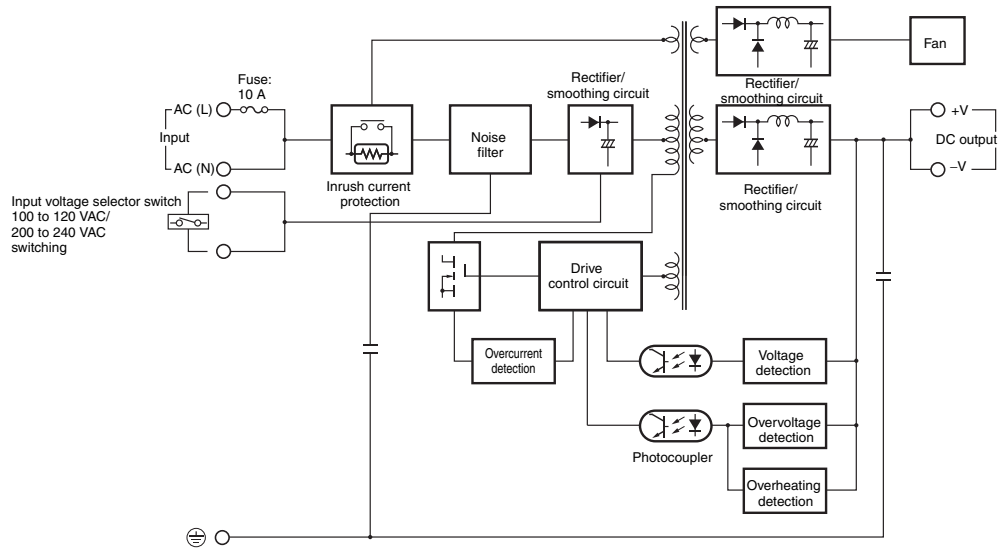 Fuse:
10 A
AC (L)
Input
AC (N)
Input voltage selector switch
100 to 120 VAC/
200 to 240 VAC
switching
Inrush current
protection
Noise
filter
Rectifier/
smoothing circuit
Rectifier/
smoothing circuit
Fan
Rectifier/
smoothing circuit
+V
DC output
–V
Drive
control circuit
Overcurrent
detection
Voltage
detection
Overvoltage
detection
Photocoupler
Overheating
detection